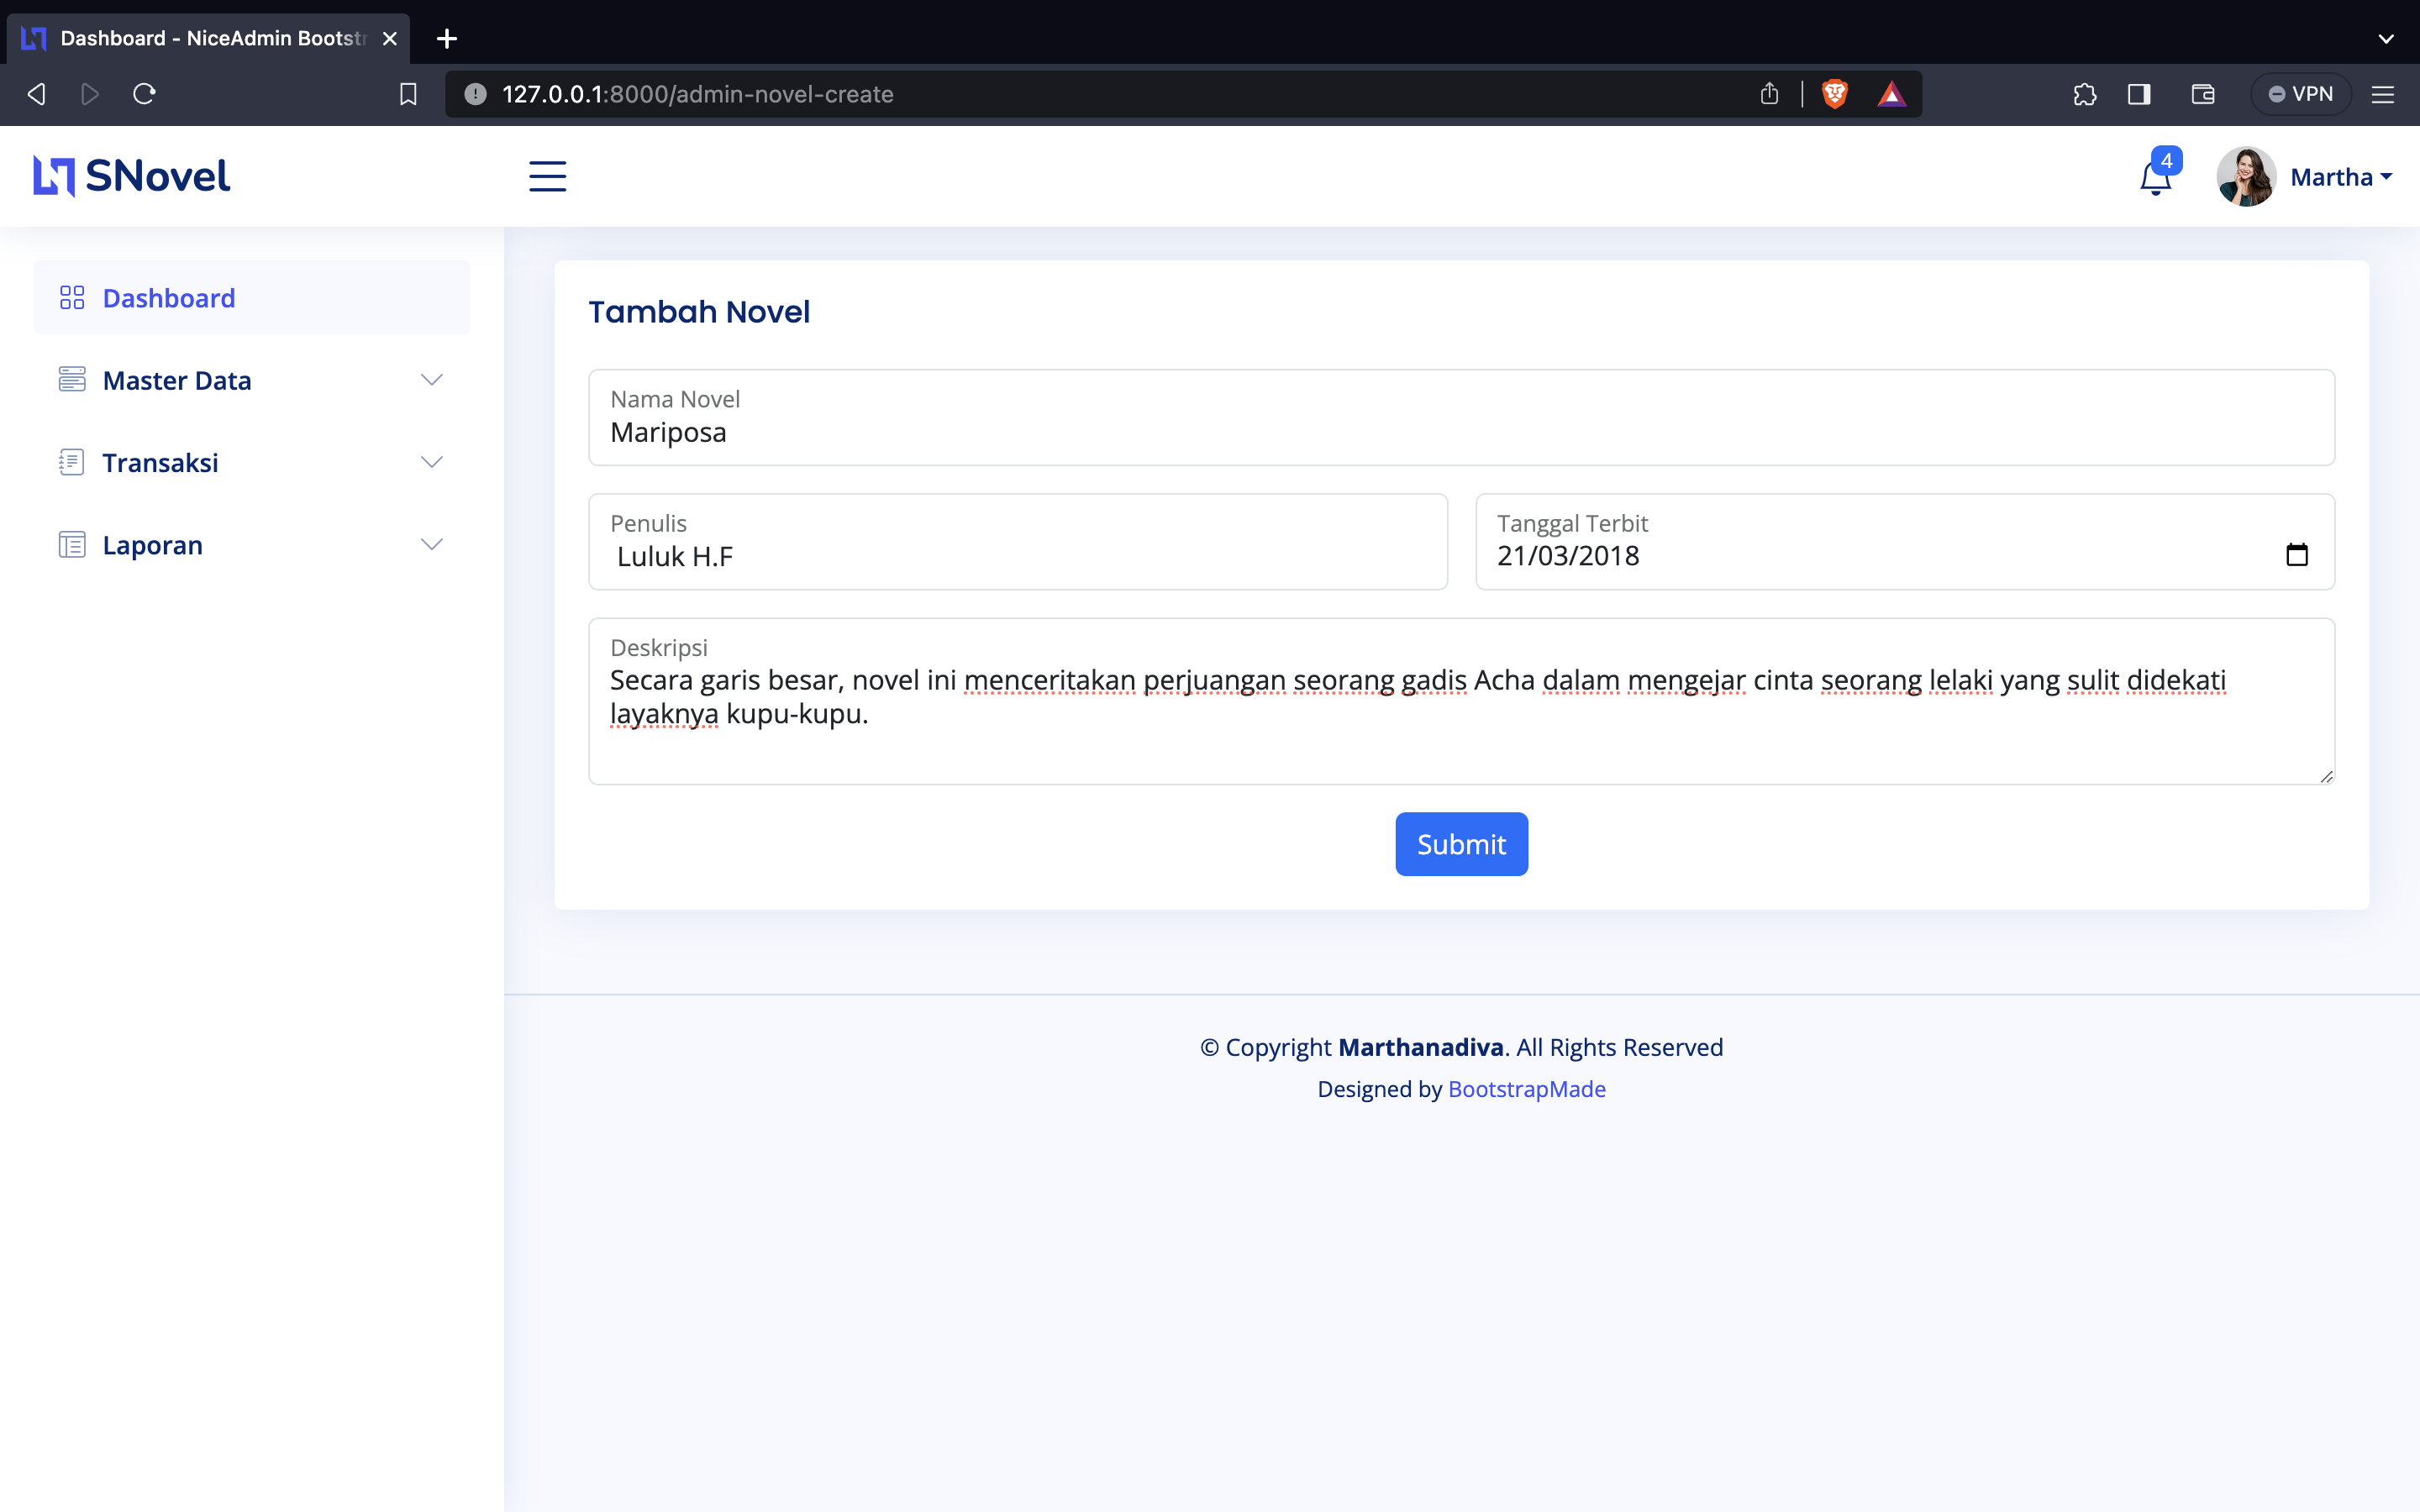 Dashboard - NiceAdmin Bootst
127.0.0.1:8000/admin-novel-create
VPN
SNovel
4
Martha
Dashboard
Master Data
Transaksi
Laporan
Tambah Novel
Nama Novel
Mariposa
Penulis
Luluk H.F
Tanggal Terbit
21/03/2018
Deskripsi
Secara garis besar, novel ini menceritakan perjuangan seorang gadis Acha dalam mengejar cinta seorang lelaki yang sulit didekati
layaknya kupu-kupu.
Submit
© Copyright Marthanadiva. All Rights Reserved
Designed by BootstrapMade